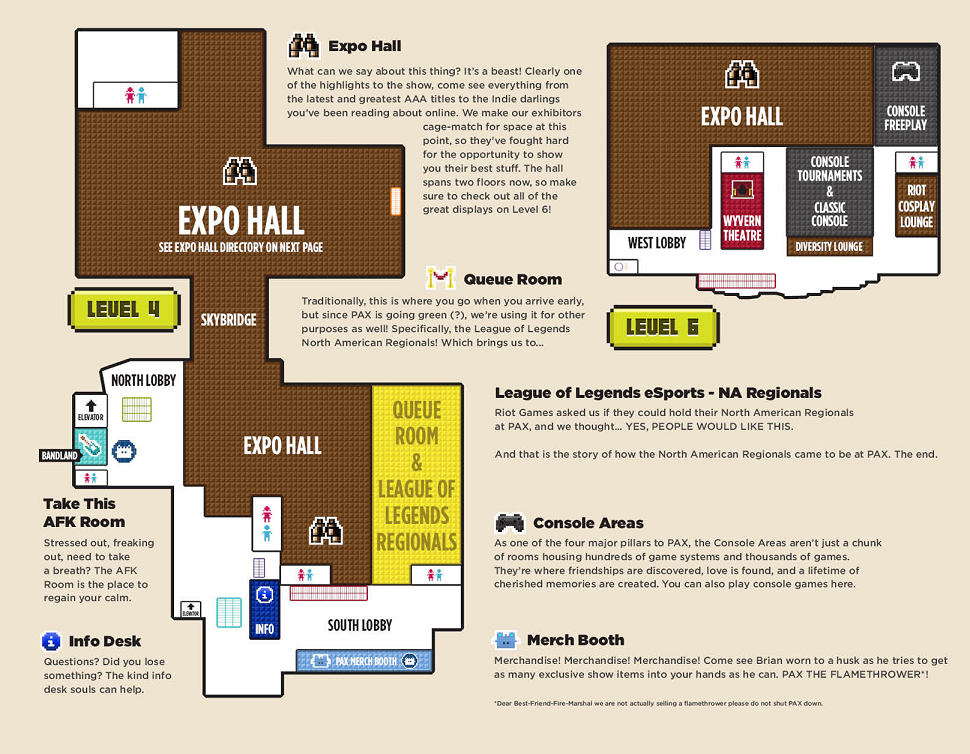 Expo Hall
What can we say about this thing? It's a beast! Clearly one
of the highlights to the show, come see everything from
the latest and greatest AAA titles to the Indie darlings
you've been reading about online. We make our exhibitors
cage-match for space at this
point, so they've fought hard
for the opportunity to show
you their best stuff. The hall
spans two floors now, so make
sure to check out all of the
great displays on Level 6!
EXPO HALL
SEE EXPO HALL DIRECTORY ON NEXT PAGE
LEVEL 4
SKYBRIDGE
Queue Room
Traditionally, this is where you go when you arrive early,
but since PAX is going green (?), we're using it for other
purposes as well! Specifically, the League of Legends
North American Regionals! Which brings us to...
EXPO HALL
CONSOLE
FREEPLAY
WYVERN
THEATRE
CONSOLE
TOURNAMENTS
&
CLASSIC
CONSOLE
DIVERSITY LOUNGE
RIOT
COSPLAY
LOUNGE
WEST LOBBY
LEVEL 6
NORTH LOBBY
ELEVATOR
BANDLAND
EXPO HALL
QUEUE
ROOM
&
LEAGUE OF
LEGENDS
REGIONALS
ELEVATOR
INFO
SOUTH LOBBY
PAX MERCH BOOTH
Take This
AFK Room
Stressed out, freaking
out, need to take
a breath? The AFK
Room is the place to
regain your calm.
Info Desk
Questions? Did you lose
something? The kind info
desk souls can help.
League of Legends eSports - NA Regionals
Riot Games asked us if they could hold their North American Regionals
at PAX, and we thought... YES, PEOPLE WOULD LIKE THIS.
And that is the story of how the North American Regionals came to be at PAX. The end.
Console Areas
As one of the four major pillars to PAX, the Console Areas aren't just a chunk
of rooms housing hundreds of game systems and thousands of games.
They're where friendships are discovered, love is found, and a lifetime of
cherished memories are created. You can also play console games here.
Merch Booth
Merchandise! Merchandise! Merchandise! Come see Brian worn to a husk as he tries to get
as many exclusive show items into your hands as he can. PAX THE FLAMETHROWER*!
*Dear Best-Friend-Fire-Marshal we are not actually selling a flamethrower please do not shut PAX down.